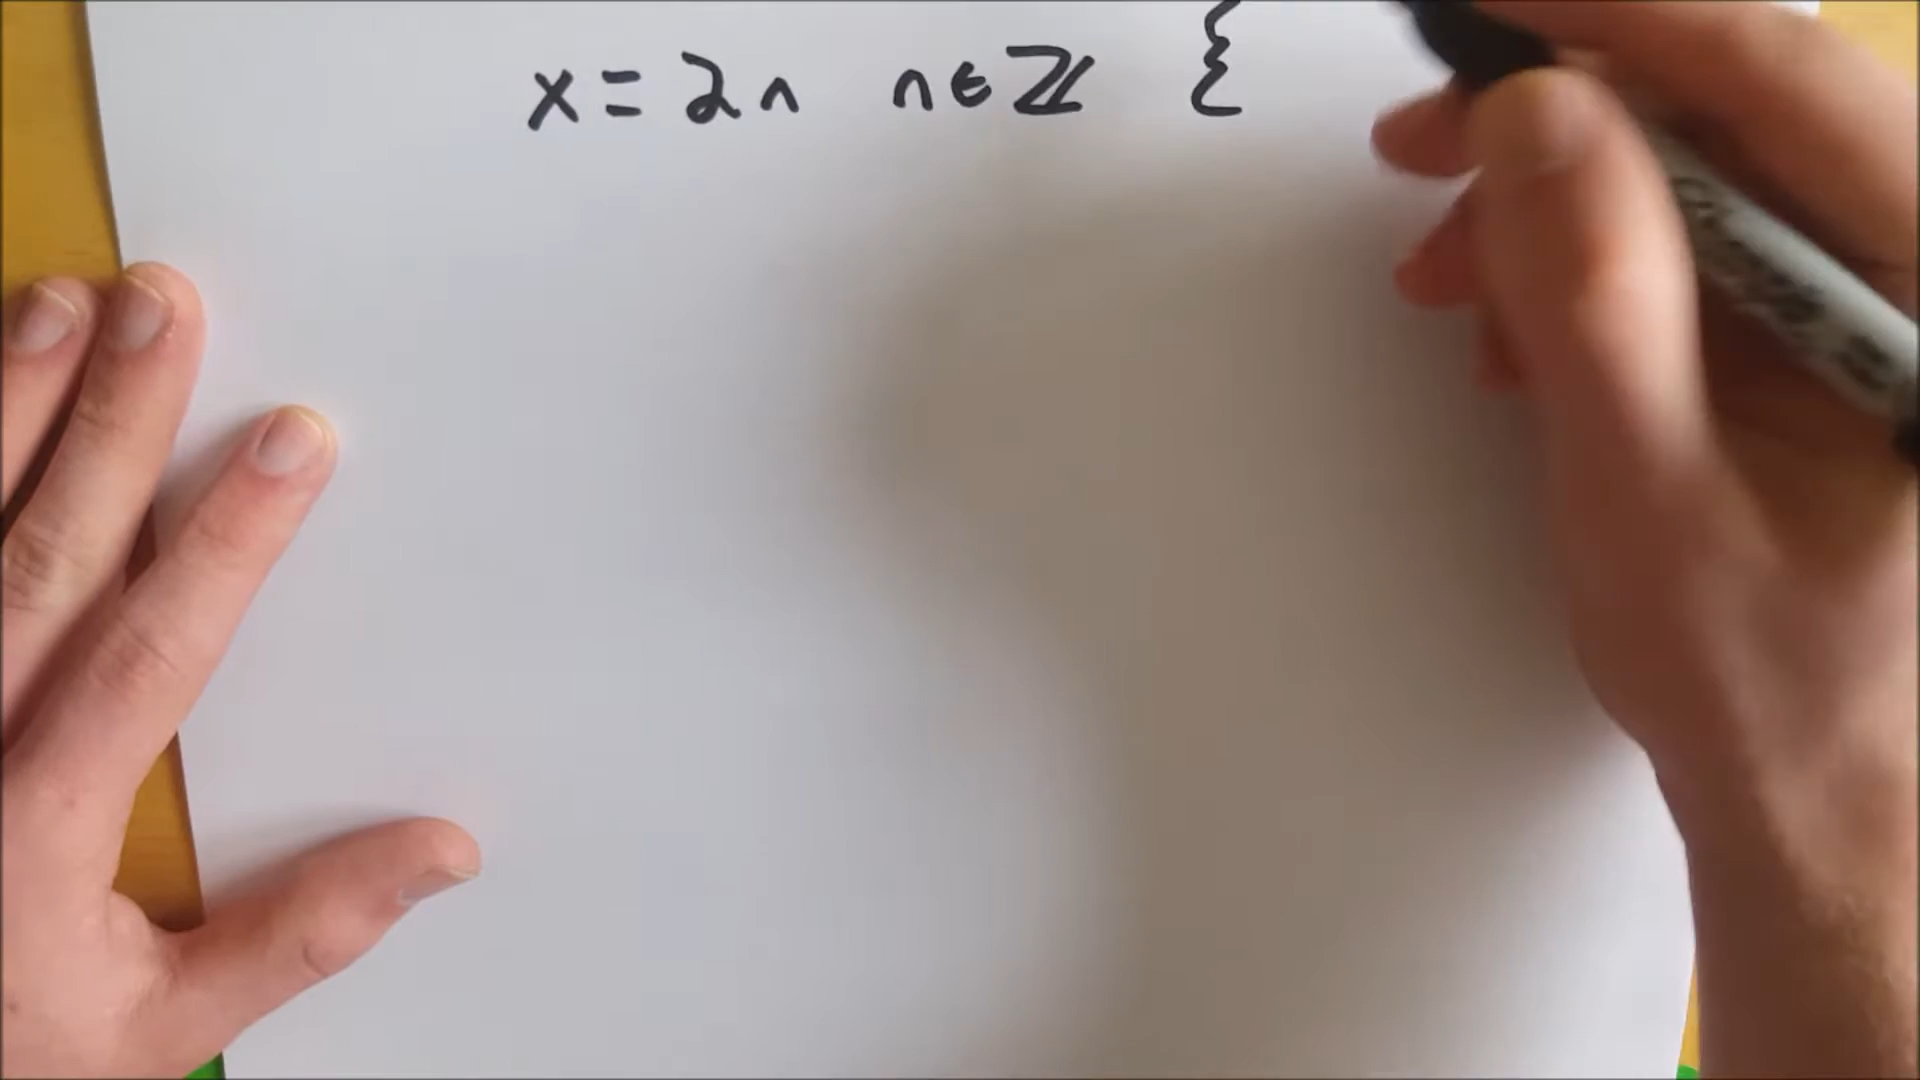 x = 2n n ∈ ℤ {